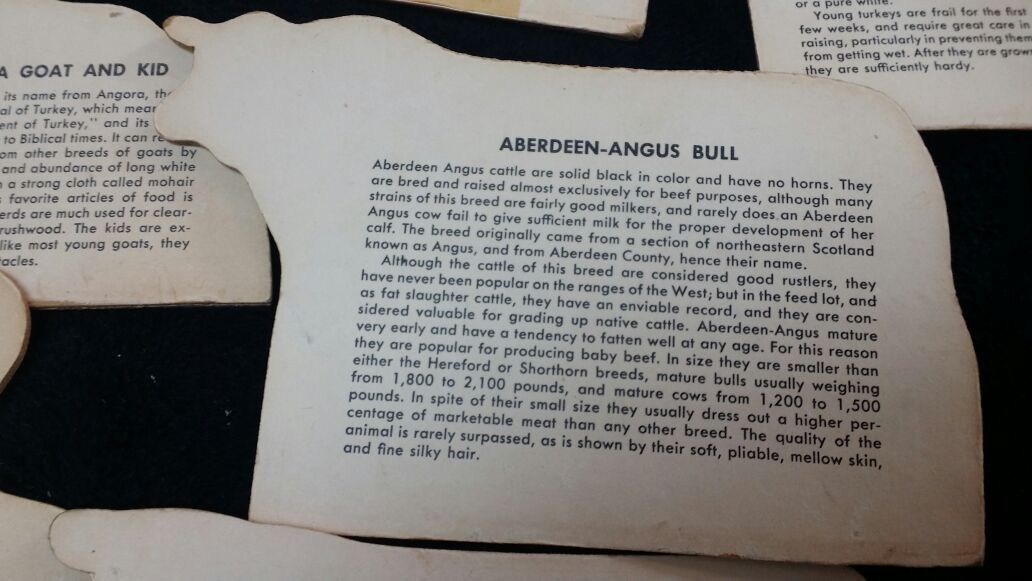 A GOAT AND KID
its name from Angora, the
al of Turkey, which mear
ent of Turkey," and its
to Biblical times. It can re
om other breeds of goats by
and abundance of long white
a strong cloth called mohair
favorite articles of food is
erds are much used for clear-
rushwood. The kids are ex-
like most young goats, they
tacles.
or a pure white.
Young turkeys are frail for the first
few weeks, and require great care in
raising, particularly in preventing them
from getting wet. After they are grown
they are sufficiently hardy.
ABERDEEN-ANGUS BULL
Aberdeen Angus cattle are solid black in color and have no horns. They
are bred and raised almost exclusively for beef purposes, although many
strains of this breed are fairly good milkers, and rarely does an Aberdeen
Angus cow fail to give sufficient milk for the proper development of her
calf. The breed originally came from a section of northeastern Scotland
known as Angus, and from Aberdeen County, hence their name.
Although the cattle of this breed are considered good rustlers, they
have never been popular on the ranges of the West; but in the feed lot, and
as fat slaughter cattle, they have an enviable record, and they are con-
sidered valuable for grading up native cattle. Aberdeen-Angus mature
very early and have a tendency to fatten well at any age. For this reason
they are popular for producing baby beef. In size they are smaller than
either the Hereford or Shorthorn breeds, mature bulls usually weighing
from 1,800 to 2,100 pounds, and mature cows from 1,200 to 1,500
pounds. In spite of their small size they usually dress out a higher per-
centage of marketable meat than any other breed. The quality of the
animal is rarely surpassed, as is shown by their soft, pliable, mellow skin,
and fine silky hair.